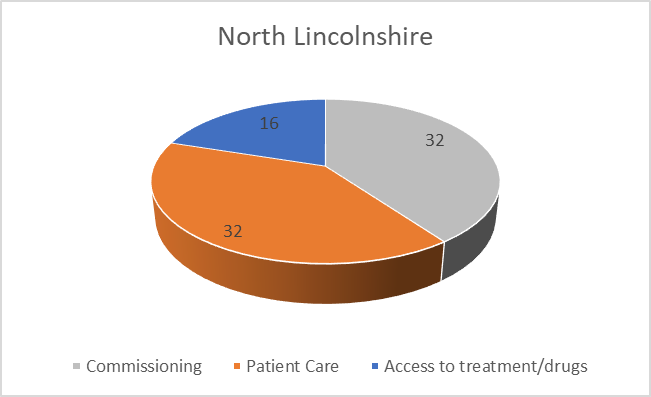 North Lincolnshire
16
32
32
Commissioning Patient Care Access to treatment/drugs